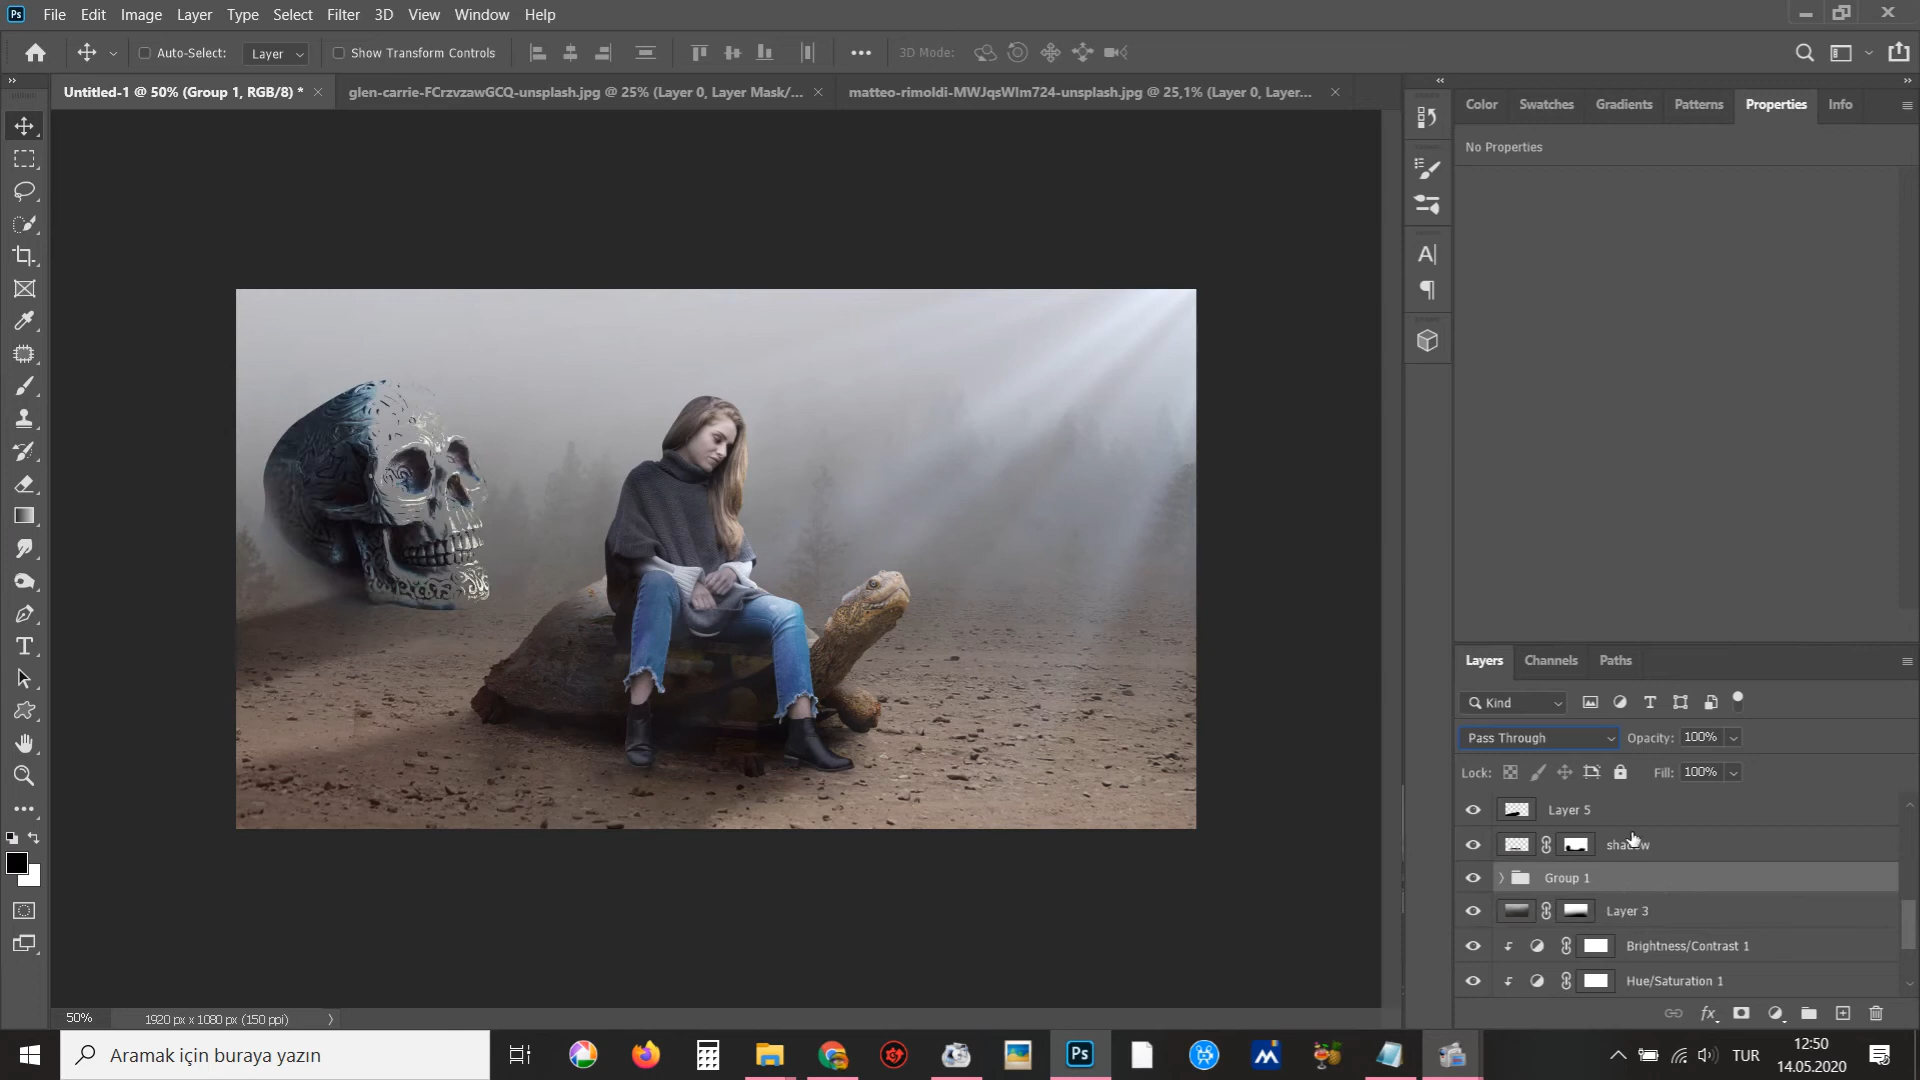 Ps File Edit Image Layer Type Select Filter 3D View Window Help
Auto-Select: Layer Show Transform Controls 3D Mode:
Untitled-1 @ 50% (Group 1, RGB/8) * glen-carrie-FCrzvzawGCQ-unsplash.jpg @ 25% (Layer 0, Layer Mask/... matteo-rimoldi-MWJqsWlm724-unsplash.jpg @ 25,1% (Layer 0, Layer...
Color Swatches Gradients Patterns Properties Info
No Properties
Layers Channels Paths
Kind
Pass Through Opacity: 100%
Lock: Fill: 100%
Layer 5
shadow
Group 1
Layer 3
Brightness/Contrast 1
Hue/Saturation 1
50% 1920 px x 1080 px (150 ppi)
Aramak için buraya yazın
Ps
TUR
12:50
14.05.2020